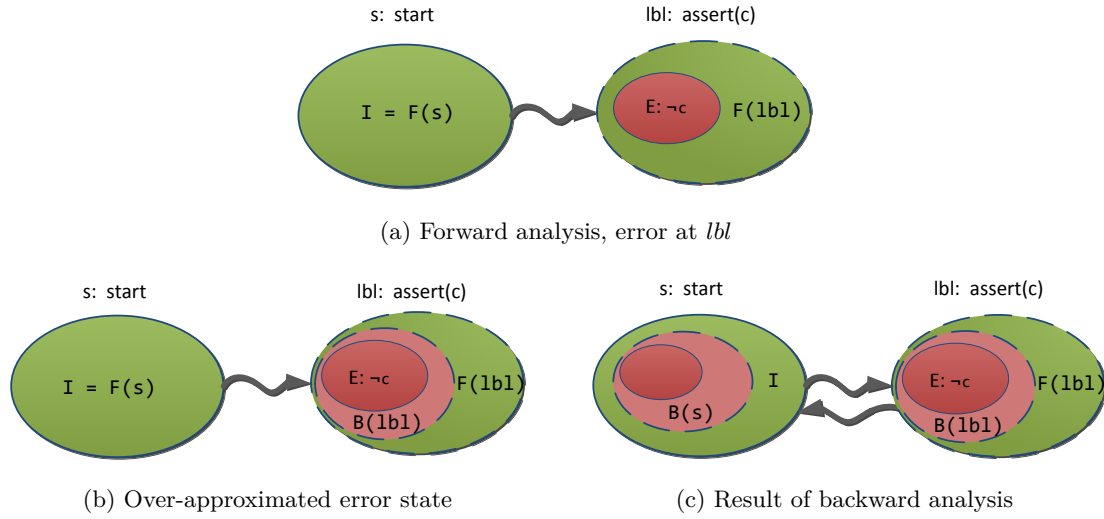 s: start
lbl: assert(c)
I = F(s)
E: ¬c
F(lbl)
(a) Forward analysis, error at lbl
s: start
lbl: assert(c)
I = F(s)
E: ¬c
F(lbl)
B(lbl)
(b) Over-approximated error state
s: start
lbl: assert(c)
I
B(s)
E: ¬c
F(lbl)
B(lbl)
(c) Result of backward analysis